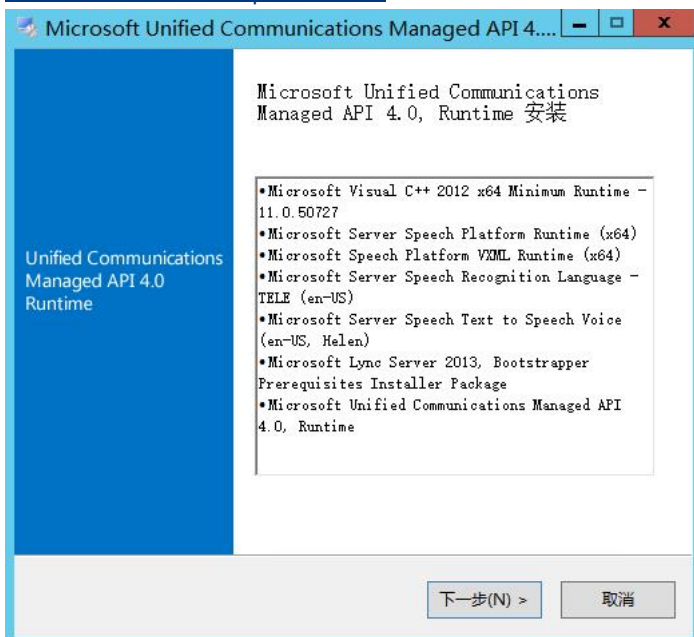 Microsoft Unified Communications Managed API 4....
Microsoft Unified Communications
Managed API 4.0, Runtime 安装
•Microsoft Visual C++ 2012 x64 Minimum Runtime -
11.0.50727
•Microsoft Server Speech Platform Runtime (x64)
•Microsoft Speech Platform VXML Runtime (x64)
•Microsoft Server Speech Recognition Language -
TELE (en-US)
•Microsoft Server Speech Text to Speech Voice
(en-US, Helen)
•Microsoft Lync Server 2013, Bootstrapper
Prerequisites Installer Package
•Microsoft Unified Communications Managed API
4.0, Runtime
Unified Communications
Managed API 4.0
Runtime
下一步(N) >
取消